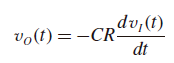 v_O(t) = −CR dv_I(t)/dt